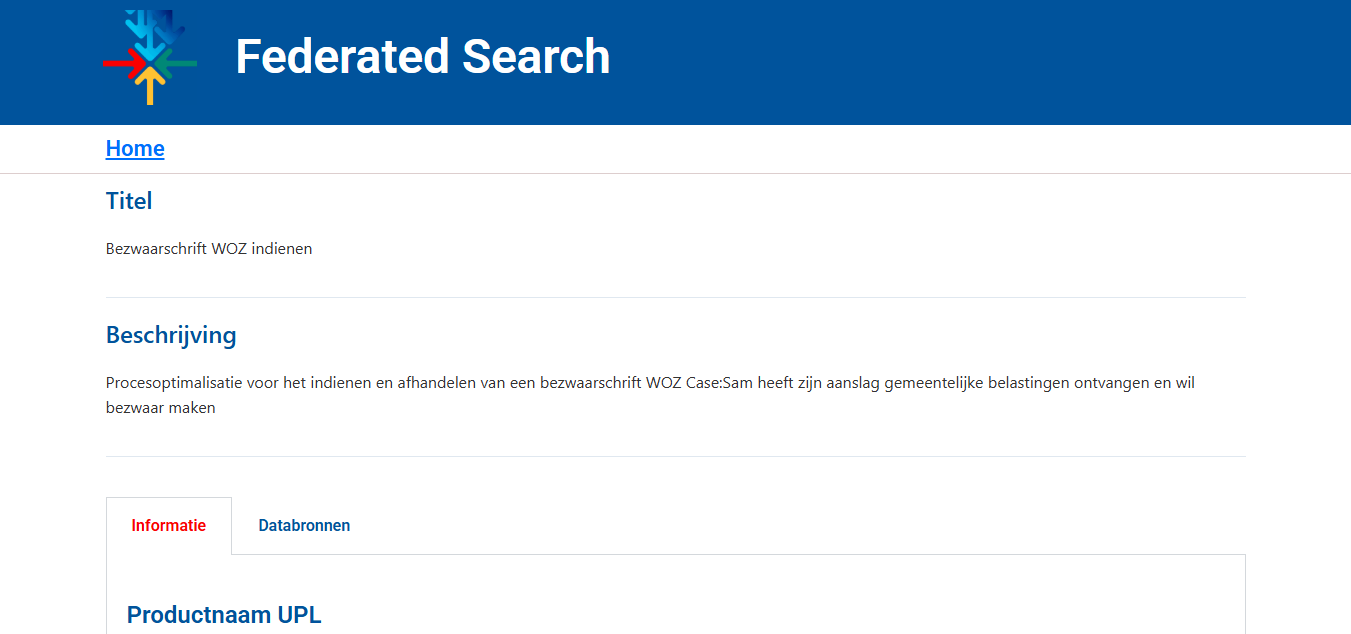 Federated Search
Home
Titel
Bezwaarschrift WOZ indienen
Beschrijving
Procesoptimalisatie voor het indienen en afhandelen van een bezwaarschrift WOZ Case:Sam heeft zijn aanslag gemeentelijke belastingen ontvangen en wil
bezwaar maken
Informatie Databronnen
Productnaam UPL